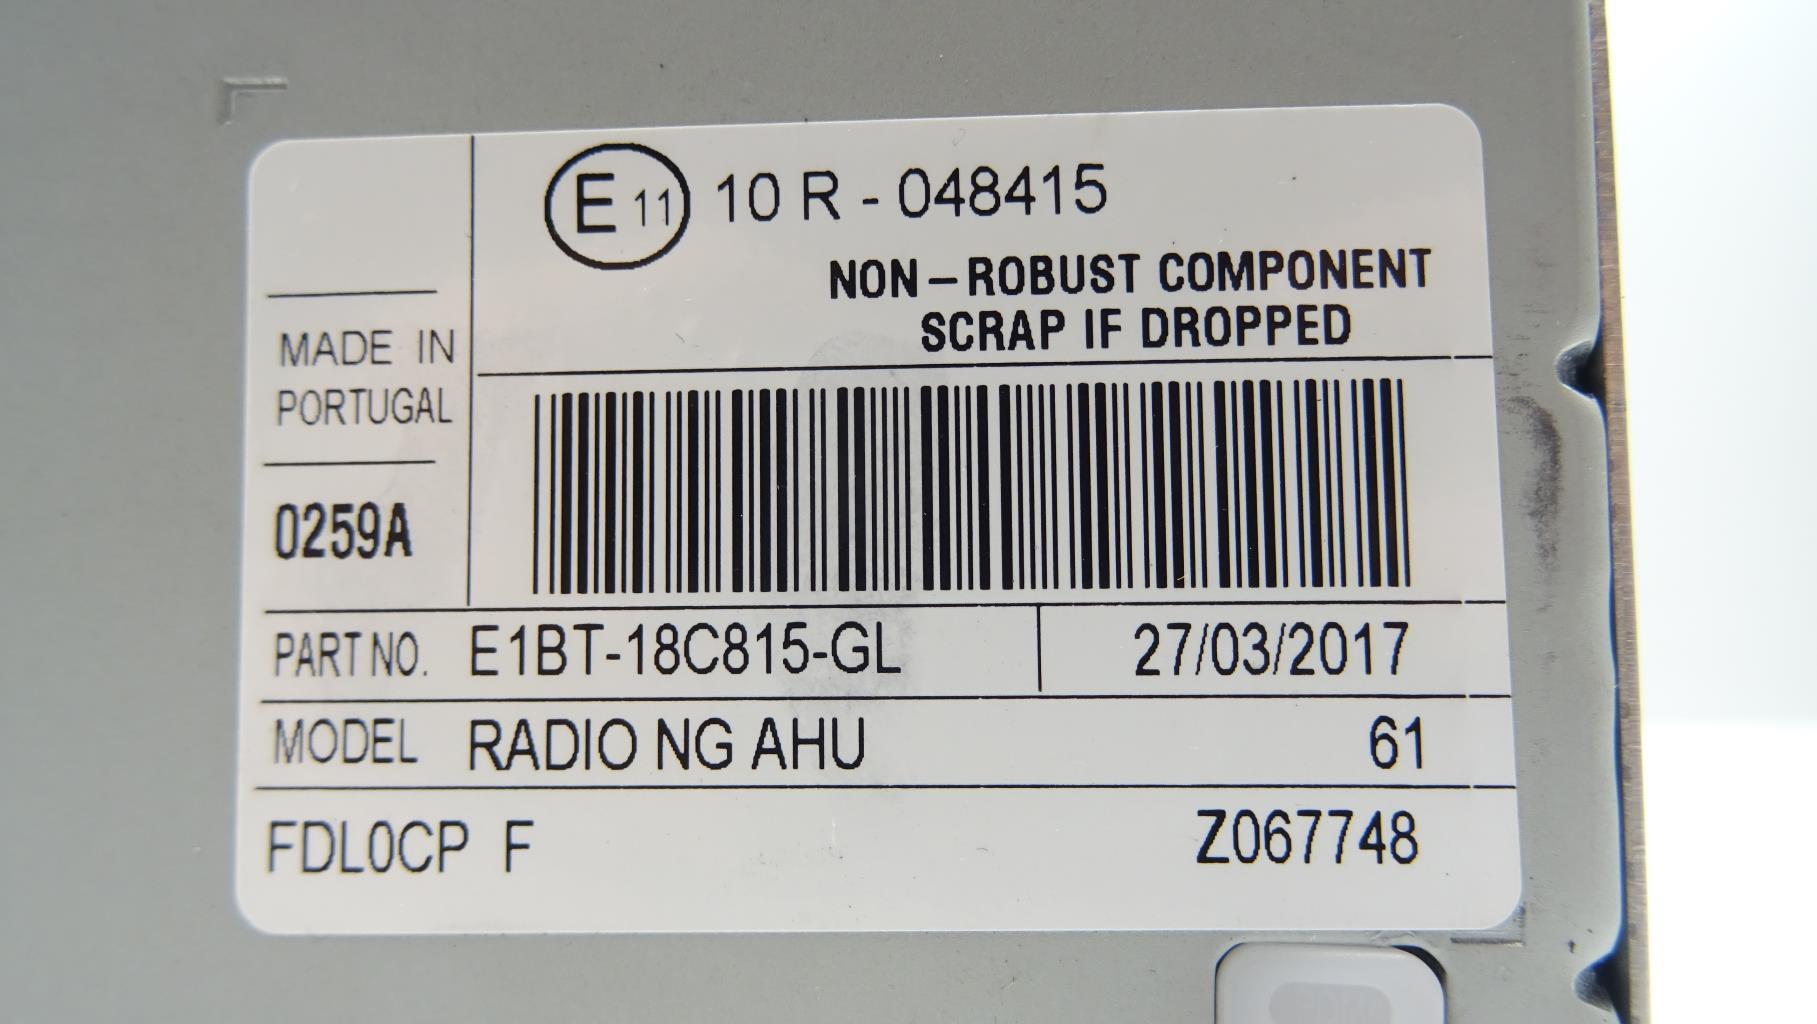 E 11 10 R - 048415
NON-ROBUST COMPONENT
SCRAP IF DROPPED
MADE IN
PORTUGAL
0259A
PART NO. E1BT-18C815-GL 27/03/2017
MODEL RADIO NG AHU 61
FDL0CP F Z067748